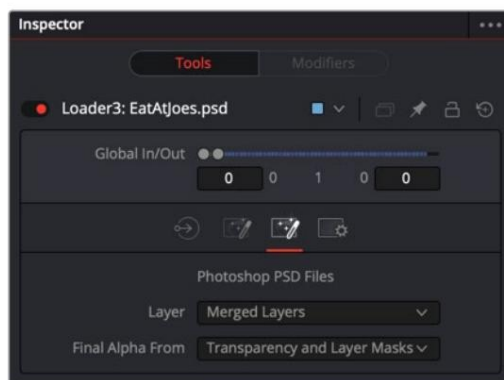 Inspector
Tools Modifiers
Loader3: EatAtJoes.psd
Global In/Out
0 0 1 0 0
Photoshop PSD Files
Layer Merged Layers
Final Alpha From Transparency and Layer Masks